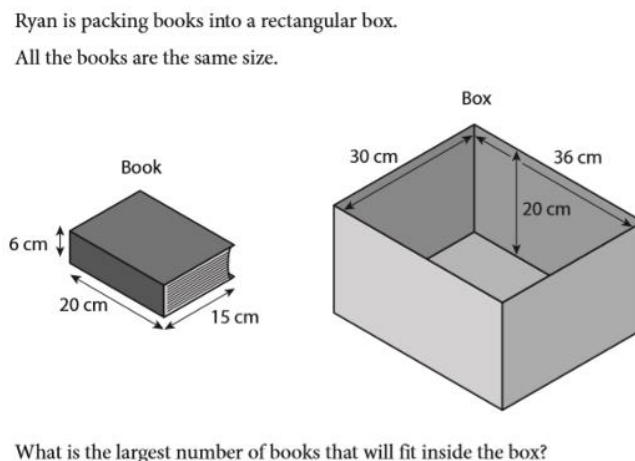 Ryan is packing books into a rectangular box.
All the books are the same size.
Box
30 cm
36 cm
Book
20 cm
6 cm
20 cm
15 cm
What is the largest number of books that will fit inside the box?